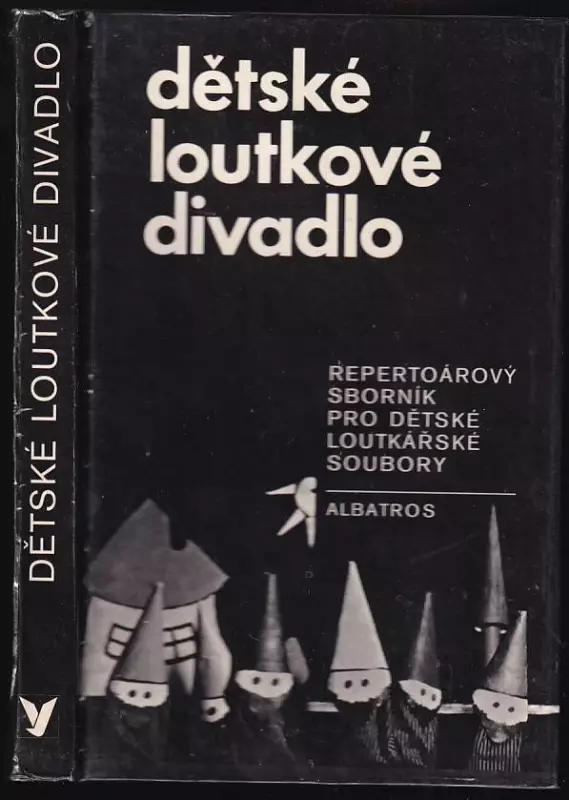 DĚTSKÉ LOUTKOVÉ DIVADLO
dětské
loutkové
divadlo
REPERTOÁROVÝ
SBORNÍK
PRO DĚTSKÉ
LOUTKÁŘSKÉ
SOUBORY
ALBATROS